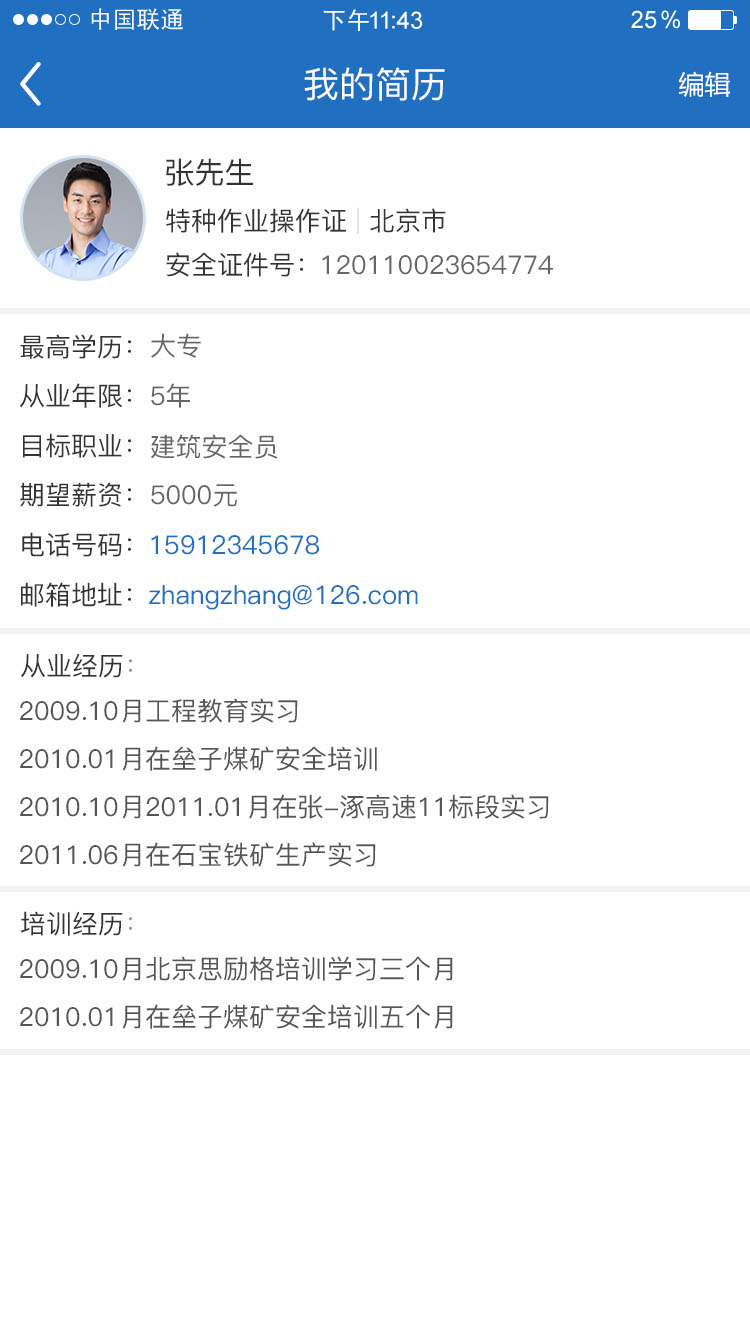 中国联通 下午11:43 25%
我的简历 编辑
张先生
特种作业操作证 北京市
安全证件号：120110023654774
最高学历：大专
从业年限：5年
目标职业：建筑安全员
期望薪资：5000元
电话号码：15912345678
邮箱地址：zhangzhang@126.com
从业经历：
2009.10月工程教育实习
2010.01月在垒子煤矿安全培训
2010.10月2011.01月在张-涿高速11标段实习
2011.06月在石宝铁矿生产实习
培训经历：
2009.10月北京思励格培训学习三个月
2010.01月在垒子煤矿安全培训五个月